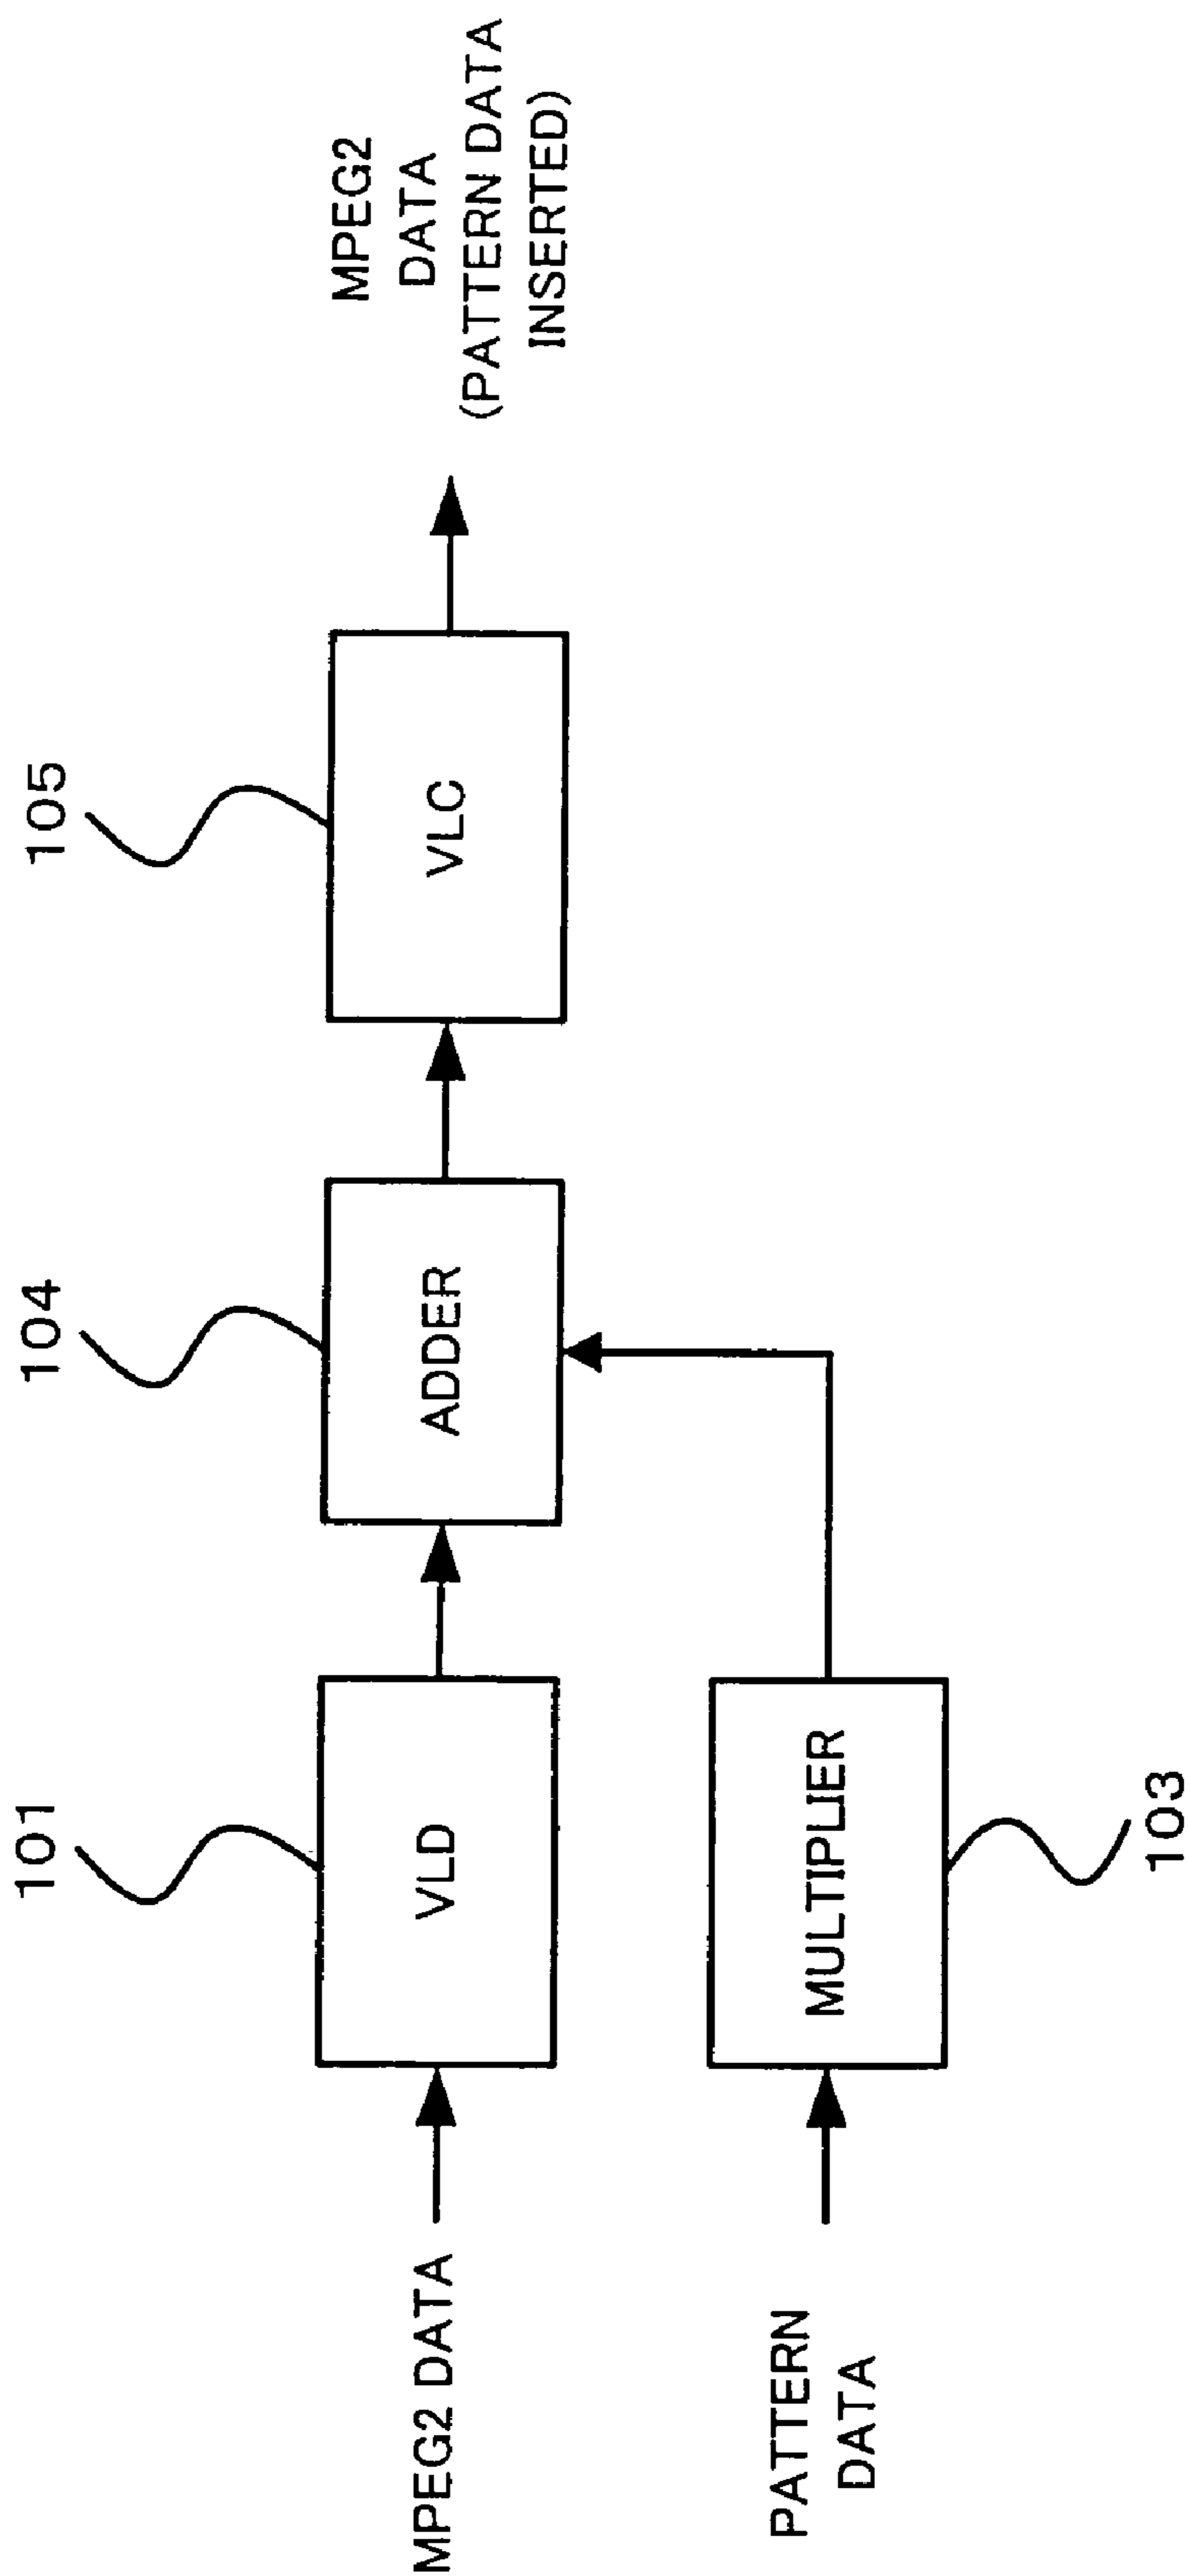 105
104
101
MPEG2
DATA
(PATTERN DATA
INSERTED)
VLC
ADDER
VLD
MPEG2 DATA
MULTIPLIER
103
PATTERN
DATA